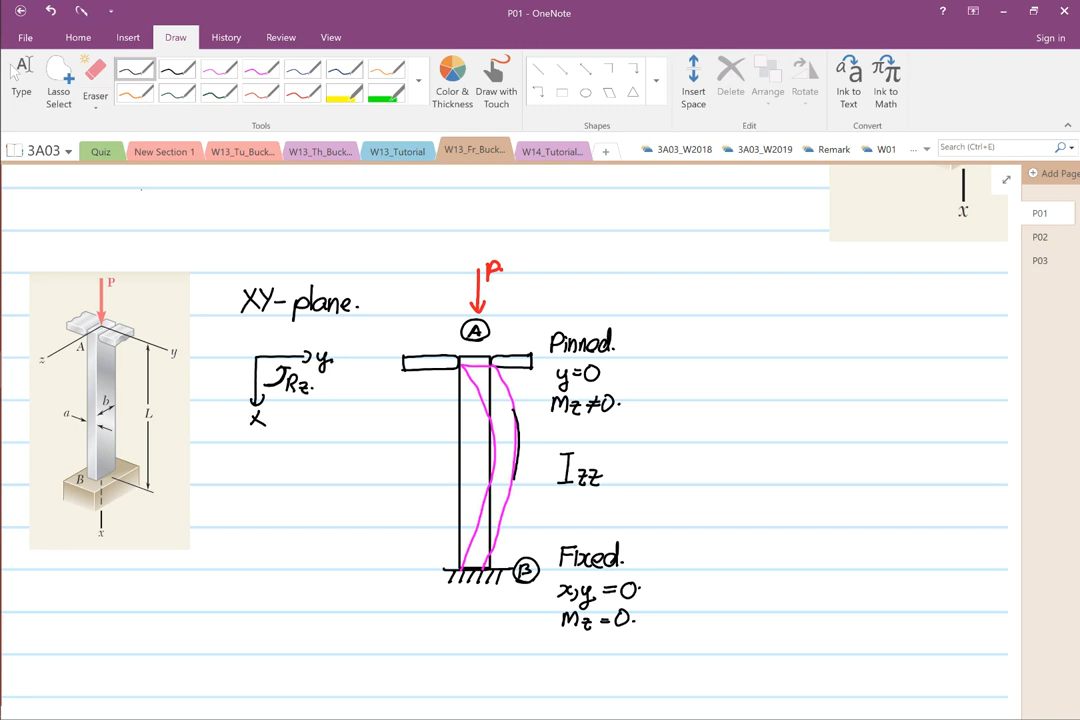 P01 - OneNote
File Home Insert Draw History Review View Sign in
Type
Lasso Select
Eraser
Color & Thickness
Draw with Touch
Insert Space
Delete
Arrange
Rotate
Ink to Text
Ink to Math
Tools Shapes Edit Convert
3A03 Quiz New Section 1 W13_Tu_Buck... W13_Th_Buck... W13_Tutorial W13_Fr_Buck... W14_Tutorial... 3A03_W2018 3A03_W2019 Remark W01 ... Search (Ctrl+E)
Add Page
P01
P02
P03
x
P
A
z
y
b
a
L
B
x
XY-plane.
y
Rz.
x
P.
A
Pinned.
y=0
Mz≠0.
Izz
Fixed.
B
x,y = 0.
Mz = 0.